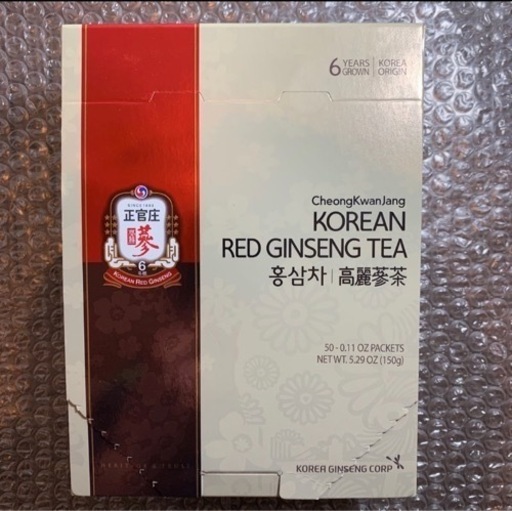 6 YEARS GROWN | KOREA ORIGIN
SINCE 1899
正官庄
蔘
6
KOREAN RED GINSENG
CheongKwanJang
KOREAN
RED GINSENG TEA
홍삼차 | 高麗蔘茶
50 - 0.11 OZ PACKETS
NET WT. 5.29 OZ (150g)
KOREA GINSENG CORP